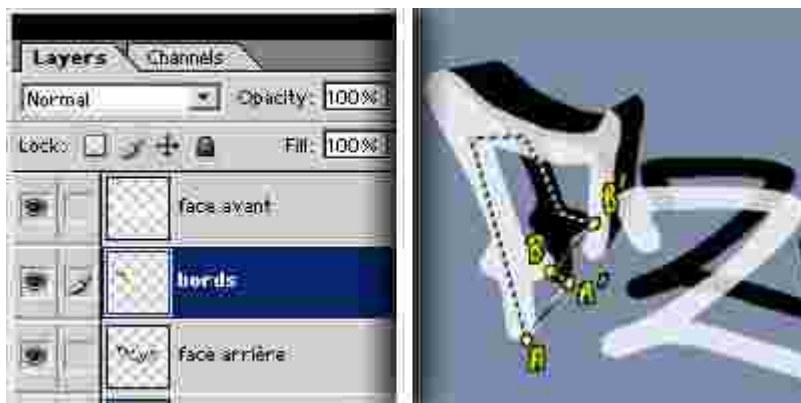 Layers Channels
Normal Opacity: 100%
Lock: Fill: 100%
face avant
bords
face arrière
B'
B
A'
A